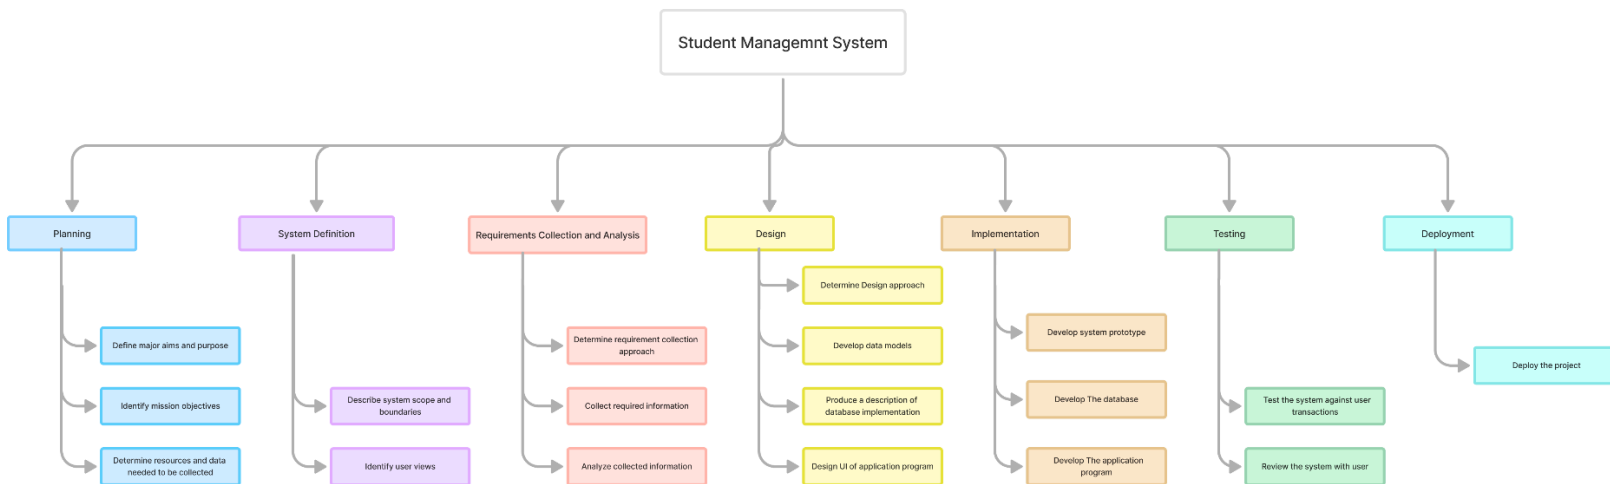 Student Managemnt System
Planning
System Definition
Requirements Collection and Analysis
Design
Implementation
Testing
Deployment
Define major aims and purpose
Identify mission objectives
Determine resources and data
needed to be collected
Describe system scope and
boundaries
Identify user views
Determine requirement collection
approach
Collect required information
Analyze collected information
Determine Design approach
Develop data models
Produce a description of
database implementation
Design UI of application program
Develop system prototype
Develop The database
Develop The application
program
Test the system against user
transactions
Review the system with user
Deploy the project